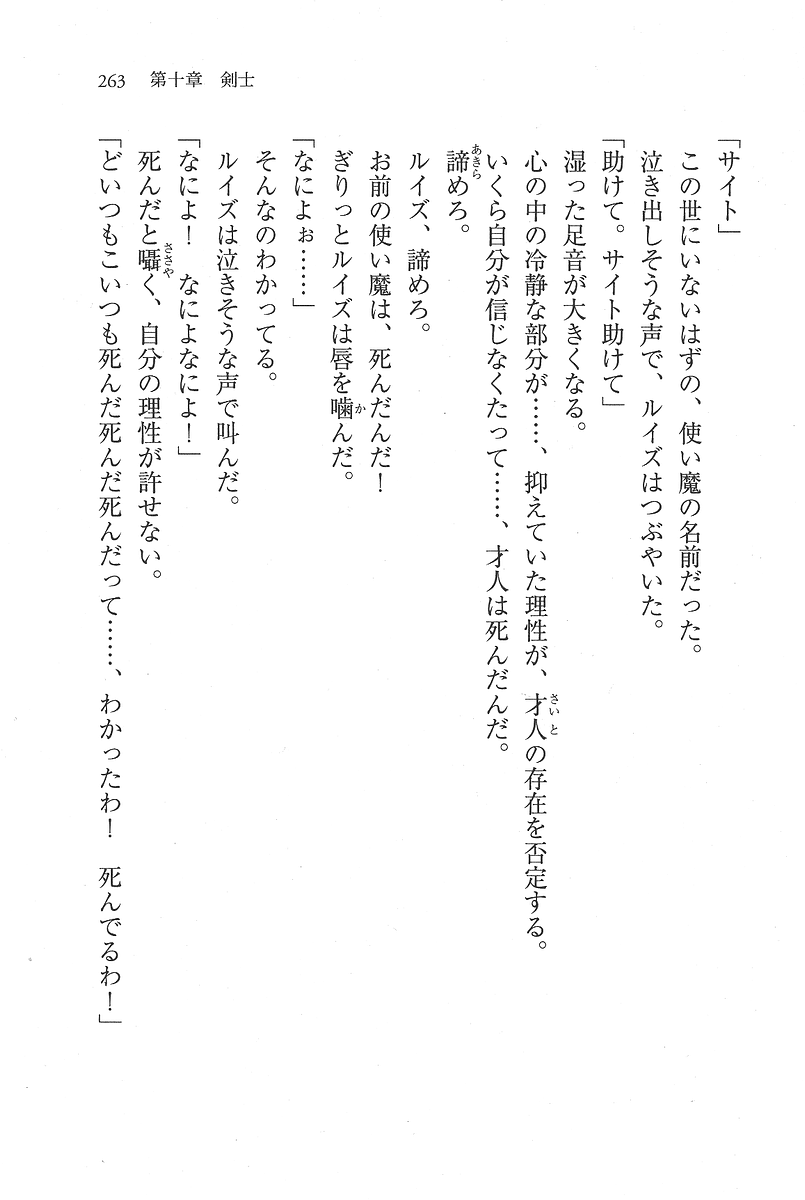 263　第十章　剣士
「サイト」
この世にいないはずの、使い魔の名前だった。
泣き出しそうな声で、ルイズはつぶやいた。
「助けて。サイト助けて」
湿った足音が大きくなる。
心の中の冷静な部分が……、抑えていた理性が、才人の存在を否定する。
いくら自分が信じなくたって……、才人は死んだんだ。
諦めろ。
ルイズ、諦めろ。
お前の使い魔は、死んだんだ！
ぎりっとルイズは唇を噛んだ。
「なによぉ……」
そんなのわかってる。
ルイズは泣きそうな声で叫んだ。
「なによ！　なによなによ！」
死んだと囁く、自分の理性が許せない。
「どいつもこいつも死んだ死んだ死んだって……、わかったわ！　死んでるわ！」